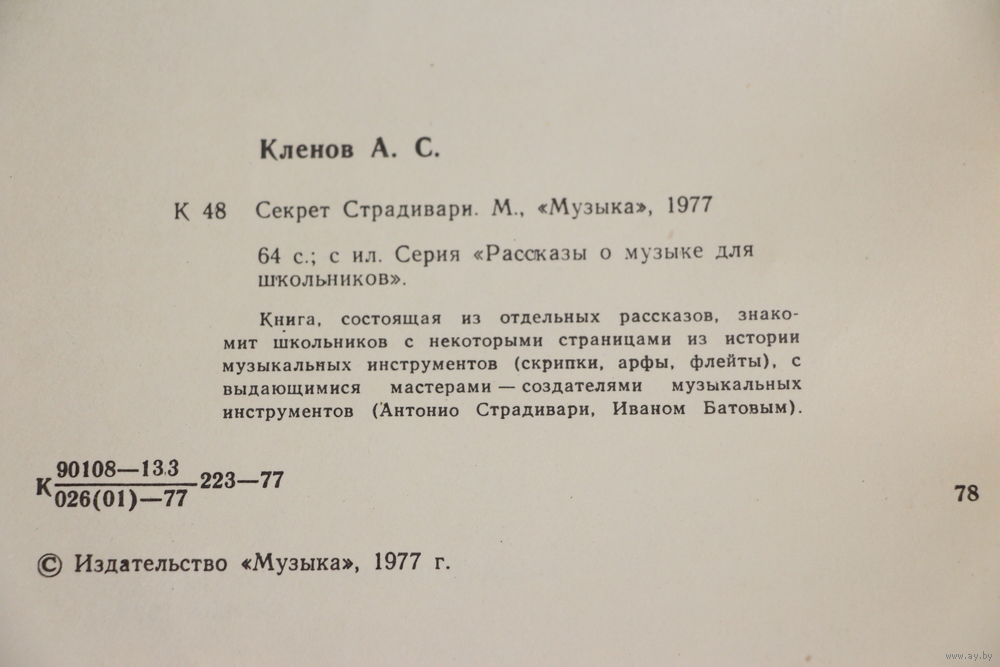 Кленов А. С.
К 48 Секрет Страдивари. М., «Музыка», 1977
64 с.; с ил. Серия «Рассказы о музыке для
школьников».
Книга, состоящая из отдельных рассказов, знако-
мит школьников с некоторыми страницами из истории
музыкальных инструментов (скрипки, арфы, флейты), с
выдающимися мастерами — создателями музыкальных
инструментов (Антонио Страдивари, Иваном Батовым).
90108—133
К 223—77
026(01)—77
78
© Издательство «Музыка», 1977 г.
www.ay.by